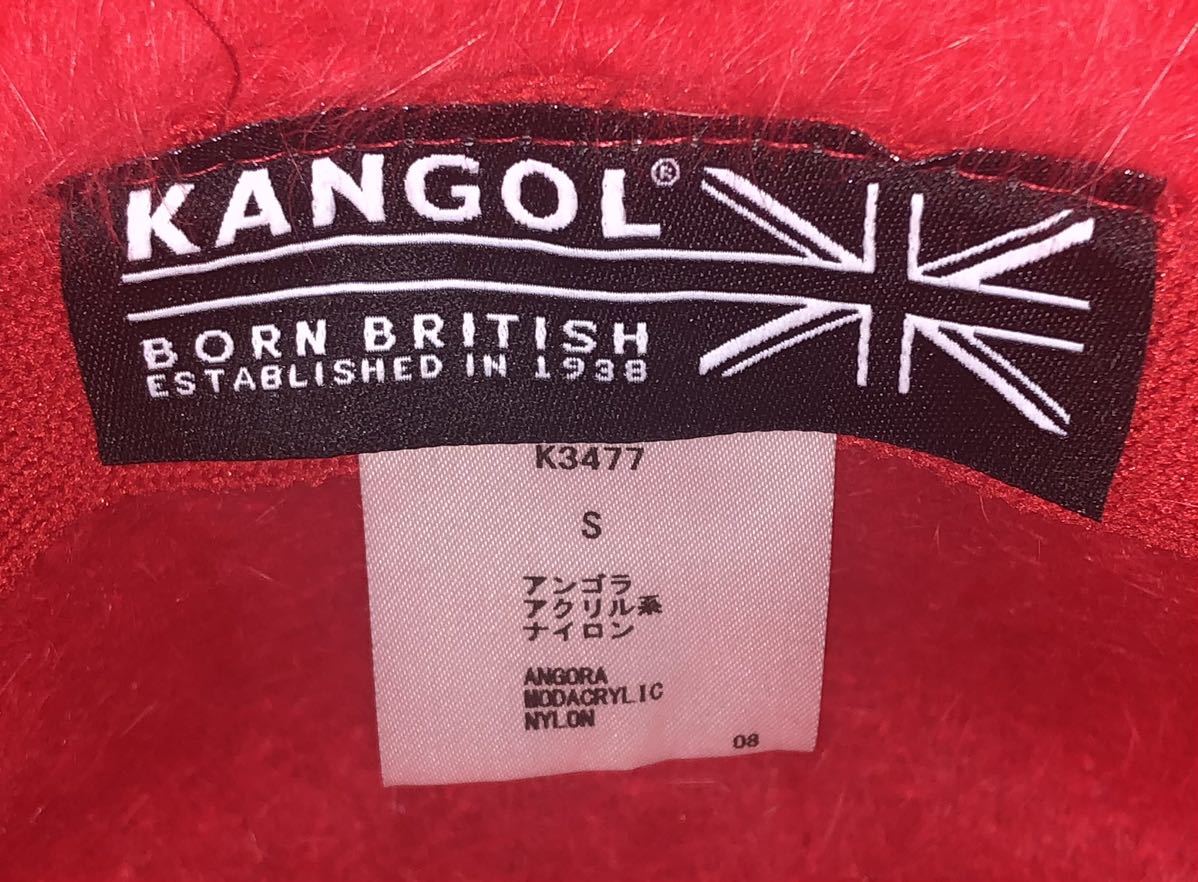 KANGOL®
BORN BRITISH
ESTABLISHED IN 1938
K3477
S
アンゴラ
アクリル系
ナイロン
ANGORA
MODACRYLIC
NYLON
08